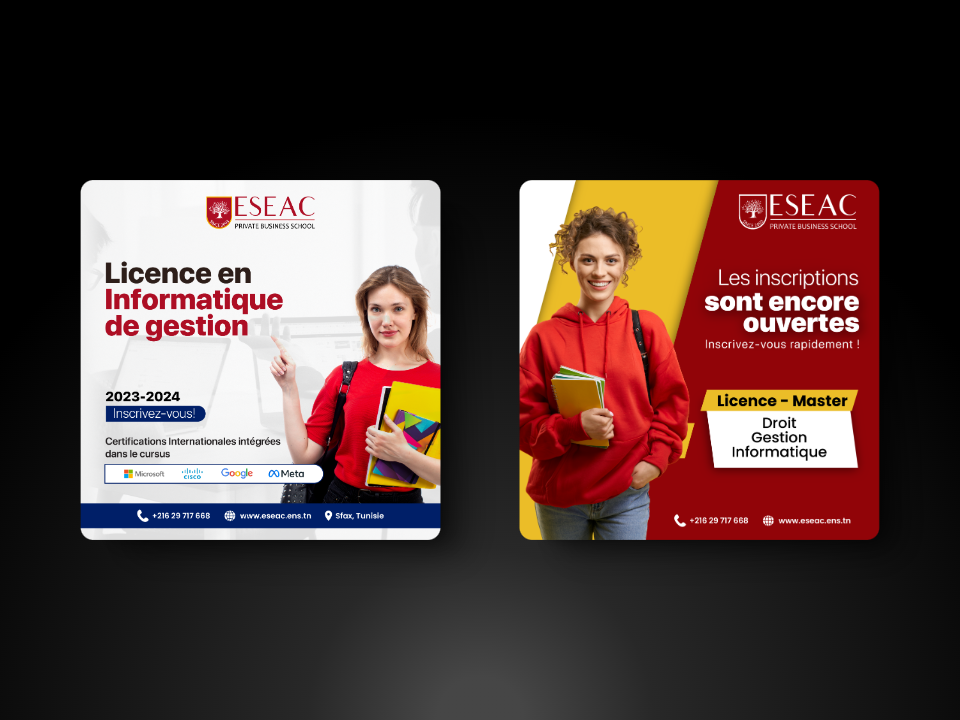 ESEAC
PRIVATE BUSINESS SCHOOL
Licence en
Informatique
de gestion
2023-2024
Inscrivez-vous!
Certifications Internationales intégrées
dans le cursus
Microsoft
cisco
Google
Meta
+216 29 717 668
www.eseac.ens.tn
Sfax, Tunisie
ESEAC
PRIVATE BUSINESS SCHOOL
Les inscriptions
sont encore
ouvertes
Inscrivez-vous rapidement !
Licence - Master
Droit
Gestion
Informatique
+216 29 717 668
www.eseac.ens.tn